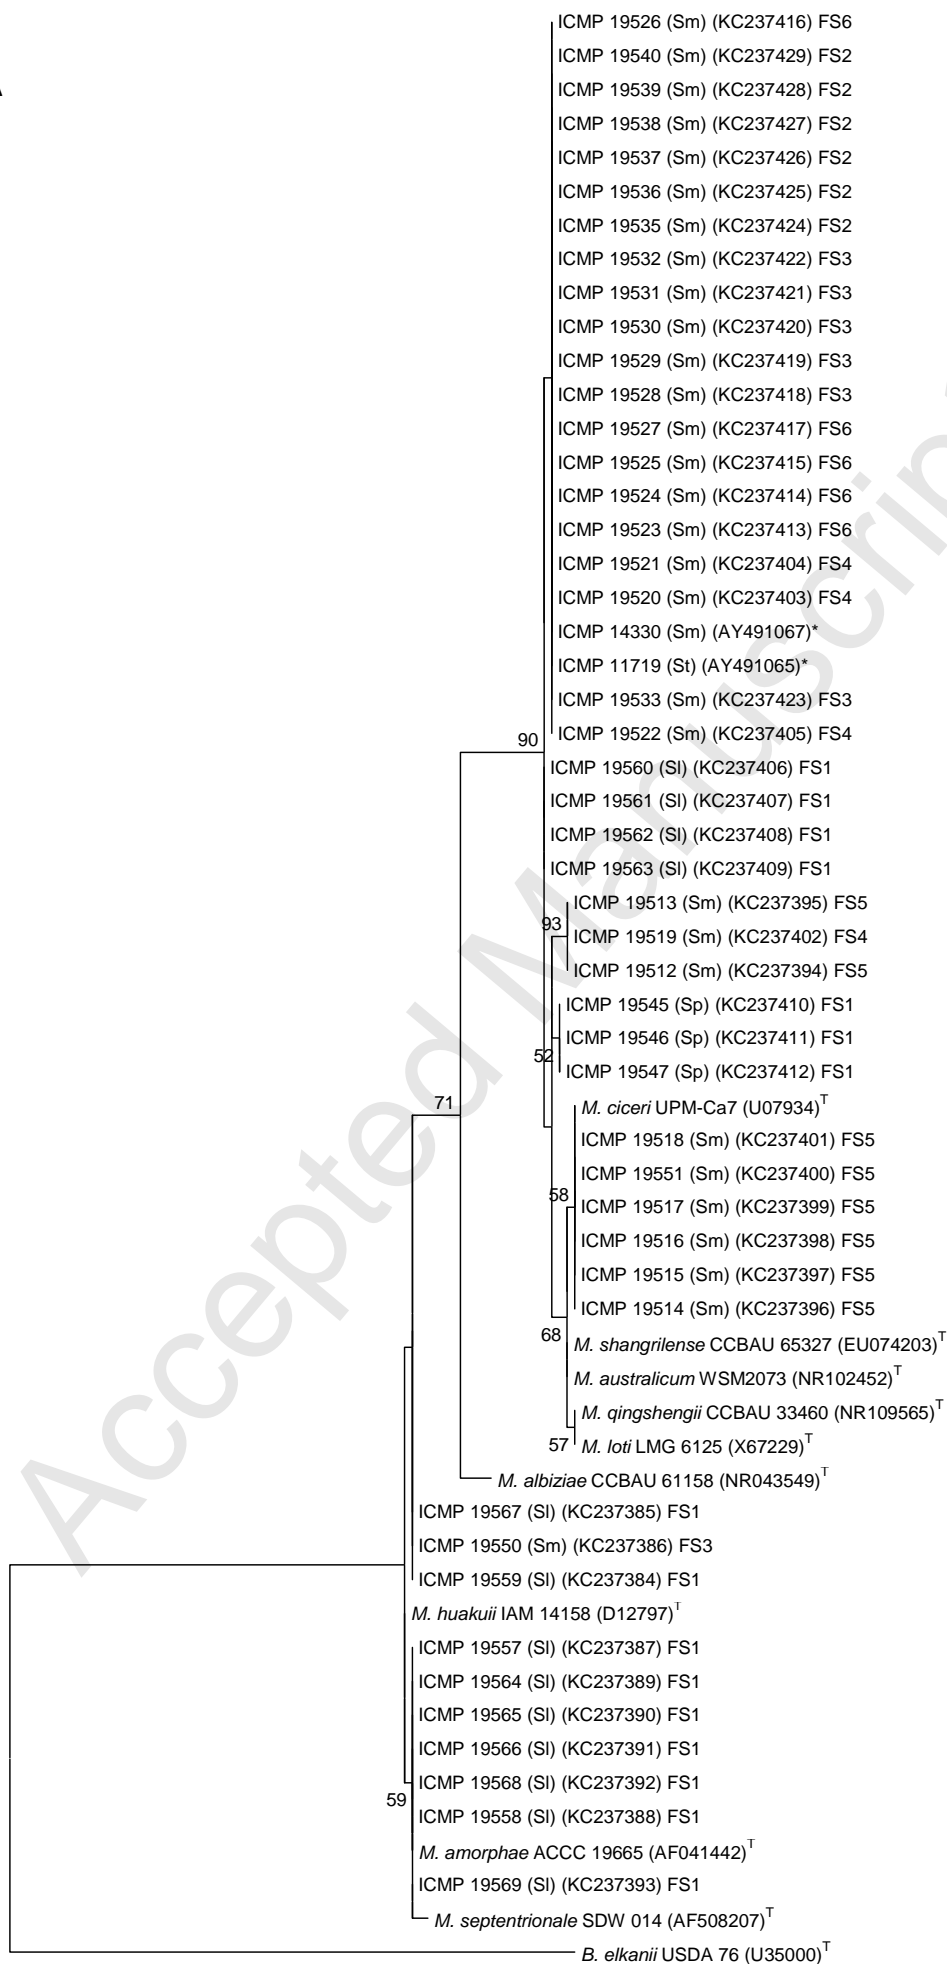 ICMP 19526 (Sm) (KC237416) FS6
ICMP 19540 (Sm) (KC237429) FS2
ICMP 19539 (Sm) (KC237428) FS2
ICMP 19538 (Sm) (KC237427) FS2
ICMP 19537 (Sm) (KC237426) FS2
ICMP 19536 (Sm) (KC237425) FS2
ICMP 19535 (Sm) (KC237424) FS2
ICMP 19532 (Sm) (KC237422) FS3
ICMP 19531 (Sm) (KC237421) FS3
ICMP 19530 (Sm) (KC237420) FS3
ICMP 19529 (Sm) (KC237419) FS3
ICMP 19528 (Sm) (KC237418) FS3
ICMP 19527 (Sm) (KC237417) FS6
ICMP 19525 (Sm) (KC237415) FS6
ICMP 19524 (Sm) (KC237414) FS6
ICMP 19523 (Sm) (KC237413) FS6
ICMP 19521 (Sm) (KC237404) FS4
ICMP 19520 (Sm) (KC237403) FS4
ICMP 14330 (Sm) (AY491067)*
ICMP 11719 (St) (AY491065)*
ICMP 19533 (Sm) (KC237423) FS3
ICMP 19522 (Sm) (KC237405) FS4
90
ICMP 19560 (Sl) (KC237406) FS1
ICMP 19561 (Sl) (KC237407) FS1
ICMP 19562 (Sl) (KC237408) FS1
ICMP 19563 (Sl) (KC237409) FS1
ICMP 19513 (Sm) (KC237395) FS5
93
ICMP 19519 (Sm) (KC237402) FS4
ICMP 19512 (Sm) (KC237394) FS5
ICMP 19545 (Sp) (KC237410) FS1
ICMP 19546 (Sp) (KC237411) FS1
52
ICMP 19547 (Sp) (KC237412) FS1
71
M. ciceri UPM-Ca7 (U07934)T
ICMP 19518 (Sm) (KC237401) FS5
ICMP 19551 (Sm) (KC237400) FS5
58
ICMP 19517 (Sm) (KC237399) FS5
ICMP 19516 (Sm) (KC237398) FS5
ICMP 19515 (Sm) (KC237397) FS5
ICMP 19514 (Sm) (KC237396) FS5
68
M. shangrilense CCBAU 65327 (EU074203)T
M. australicum WSM2073 (NR102452)T
M. qingshengii CCBAU 33460 (NR109565)T
57
M. loti LMG 6125 (X67229)T
M. albiziae CCBAU 61158 (NR043549)T
ICMP 19567 (Sl) (KC237385) FS1
ICMP 19550 (Sm) (KC237386) FS3
ICMP 19559 (Sl) (KC237384) FS1
M. huakuii IAM 14158 (D12797)T
ICMP 19557 (Sl) (KC237387) FS1
ICMP 19564 (Sl) (KC237389) FS1
ICMP 19565 (Sl) (KC237390) FS1
ICMP 19566 (Sl) (KC237391) FS1
ICMP 19568 (Sl) (KC237392) FS1
59
ICMP 19558 (Sl) (KC237388) FS1
M. amorphae ACCC 19665 (AF041442)T
ICMP 19569 (Sl) (KC237393) FS1
M. septentrionale SDW 014 (AF508207)T
B. elkanii USDA 76 (U35000)T
Accepted